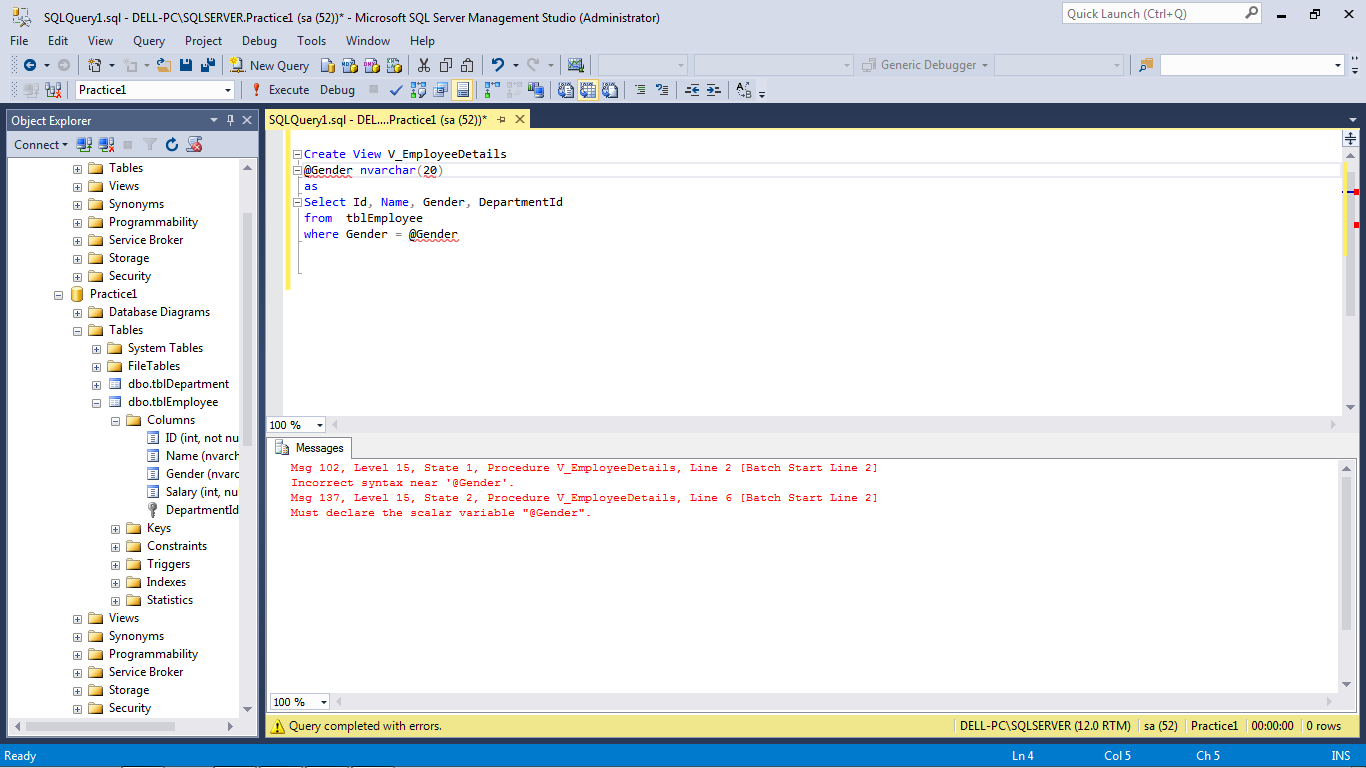 SQLQuery1.sql - DELL-PC\SQLSERVER.Practice1 (sa (52))* - Microsoft SQL Server Management Studio (Administrator)
Quick Launch (Ctrl+Q)
File Edit View Query Project Debug Tools Window Help
New Query
Generic Debugger
Practice1
Execute Debug
Object Explorer
Connect
Tables
Views
Synonyms
Programmability
Service Broker
Storage
Security
Practice1
Database Diagrams
Tables
System Tables
FileTables
dbo.tblDepartment
dbo.tblEmployee
Columns
ID (int, not nu
Name (nvarch
Gender (nvarc
Salary (int, nu
DepartmentId
Keys
Constraints
Triggers
Indexes
Statistics
Views
Synonyms
Programmability
Service Broker
Storage
Security
SQLQuery1.sql - DEL....Practice1 (sa (52))*
Create View V_EmployeeDetails
@Gender nvarchar(20)
as
Select Id, Name, Gender, DepartmentId
from tblEmployee
where Gender = @Gender
100 %
Messages
Msg 102, Level 15, State 1, Procedure V_EmployeeDetails, Line 2 [Batch Start Line 2]
Incorrect syntax near '@Gender'.
Msg 137, Level 15, State 2, Procedure V_EmployeeDetails, Line 6 [Batch Start Line 2]
Must declare the scalar variable "@Gender".
100 %
Query completed with errors.
DELL-PC\SQLSERVER (12.0 RTM) sa (52) Practice1 00:00:00 0 rows
Ready
Ln 4 Col 5 Ch 5 INS